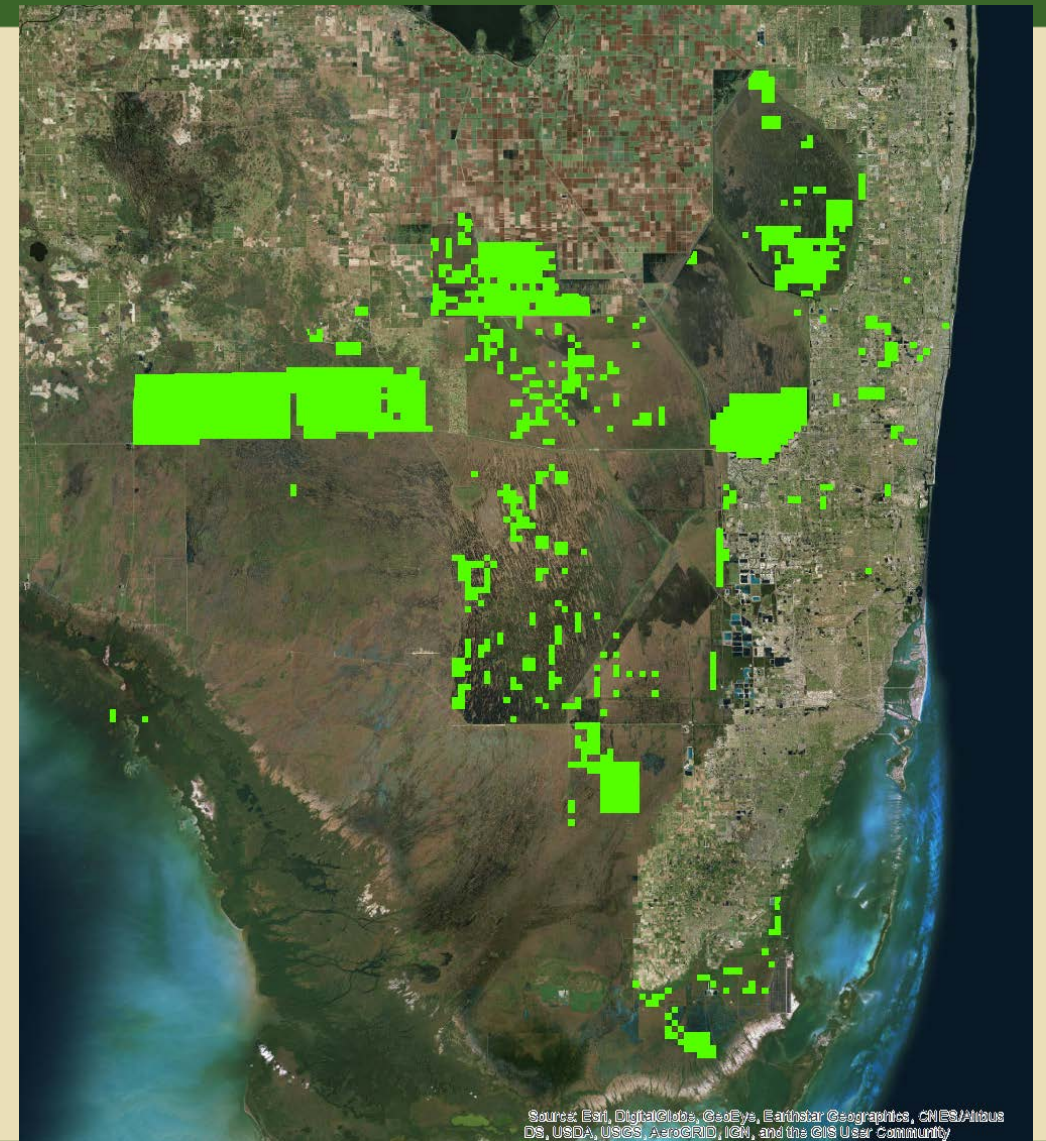 Source: Esri, DigitalGlobe, GeoEye, Earthstar Geographics, CNES/Airbus
DS, USDA, USGS, AeroGRID, IGN, and the GIS User Community